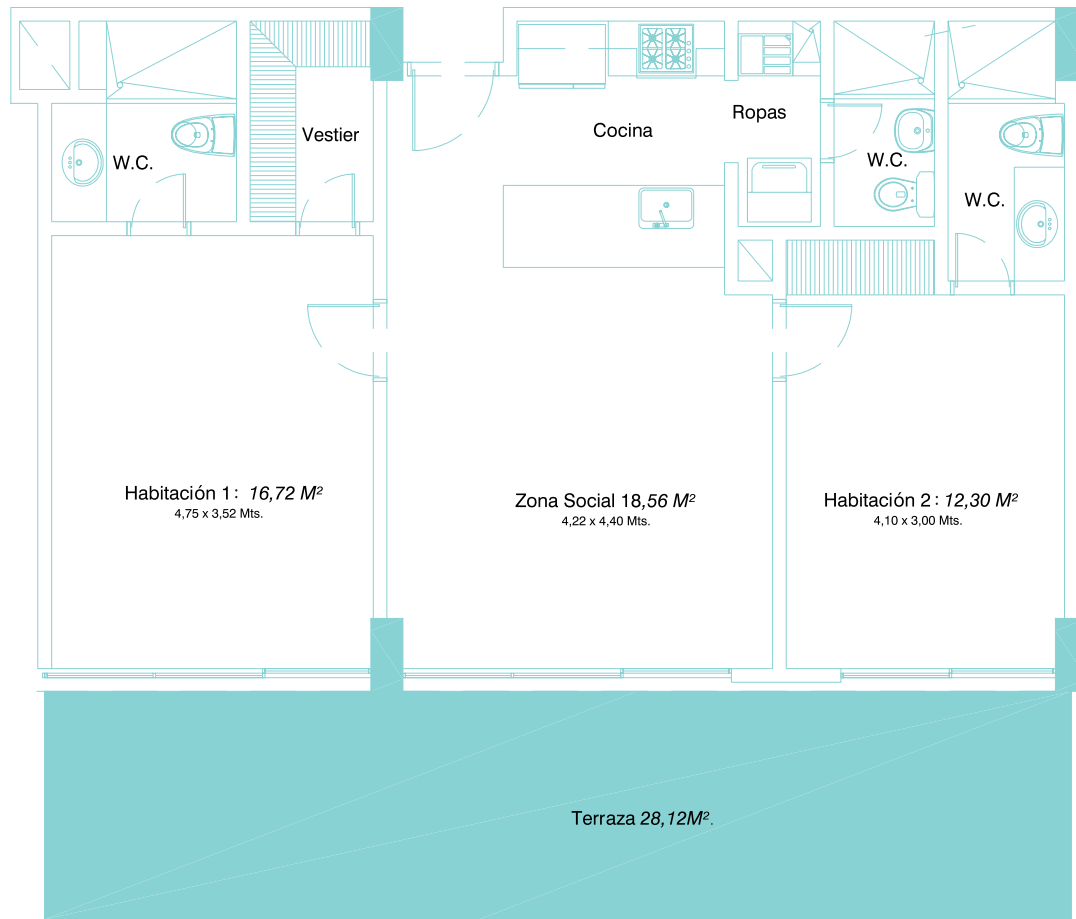 Ropas
Cocina
Vestier
W.C.
W.C.
W.C.
Habitación 1: 16,72 M²
4,75 x 3,52 Mts.
Zona Social 18,56 M²
4,22 x 4,40 Mts.
Habitación 2: 12,30 M²
4,10 x 3,00 Mts.
Terraza 28,12M².